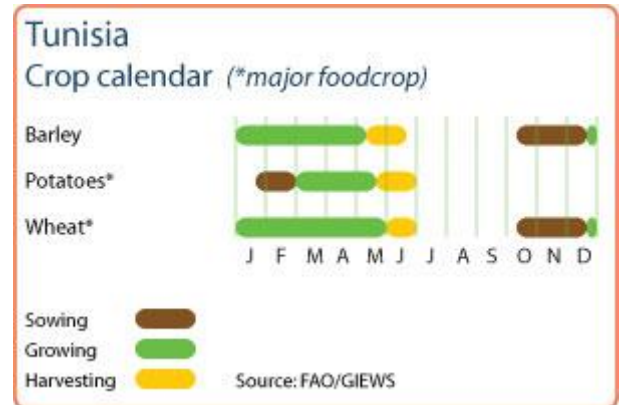 Tunisia
Crop calendar (*major foodcrop)
Barley
Potatoes*
Wheat*
J F M A M J J A S O N D
Sowing
Growing
Harvesting
Source: FAO/GIEWS